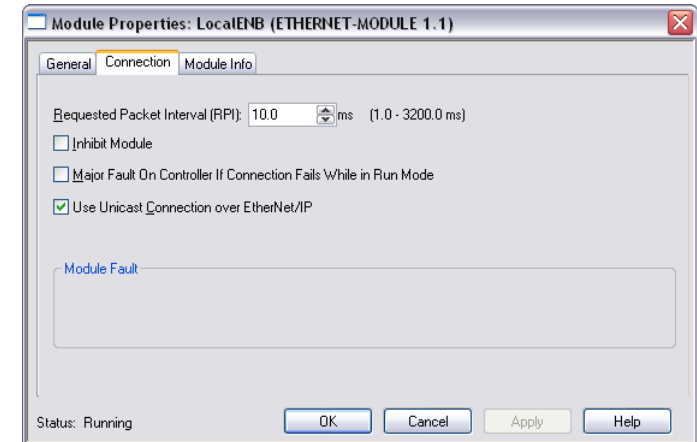 Module Properties: LocalENB (ETHERNET-MODULE 1.1)
General Connection Module Info
Requested Packet Interval (RPI): 10.0 ms (1.0 - 3200.0 ms)
Inhibit Module
Major Fault On Controller If Connection Fails While in Run Mode
Use Unicast Connection over EtherNet/IP
Module Fault
Status: Running OK Cancel Apply Help